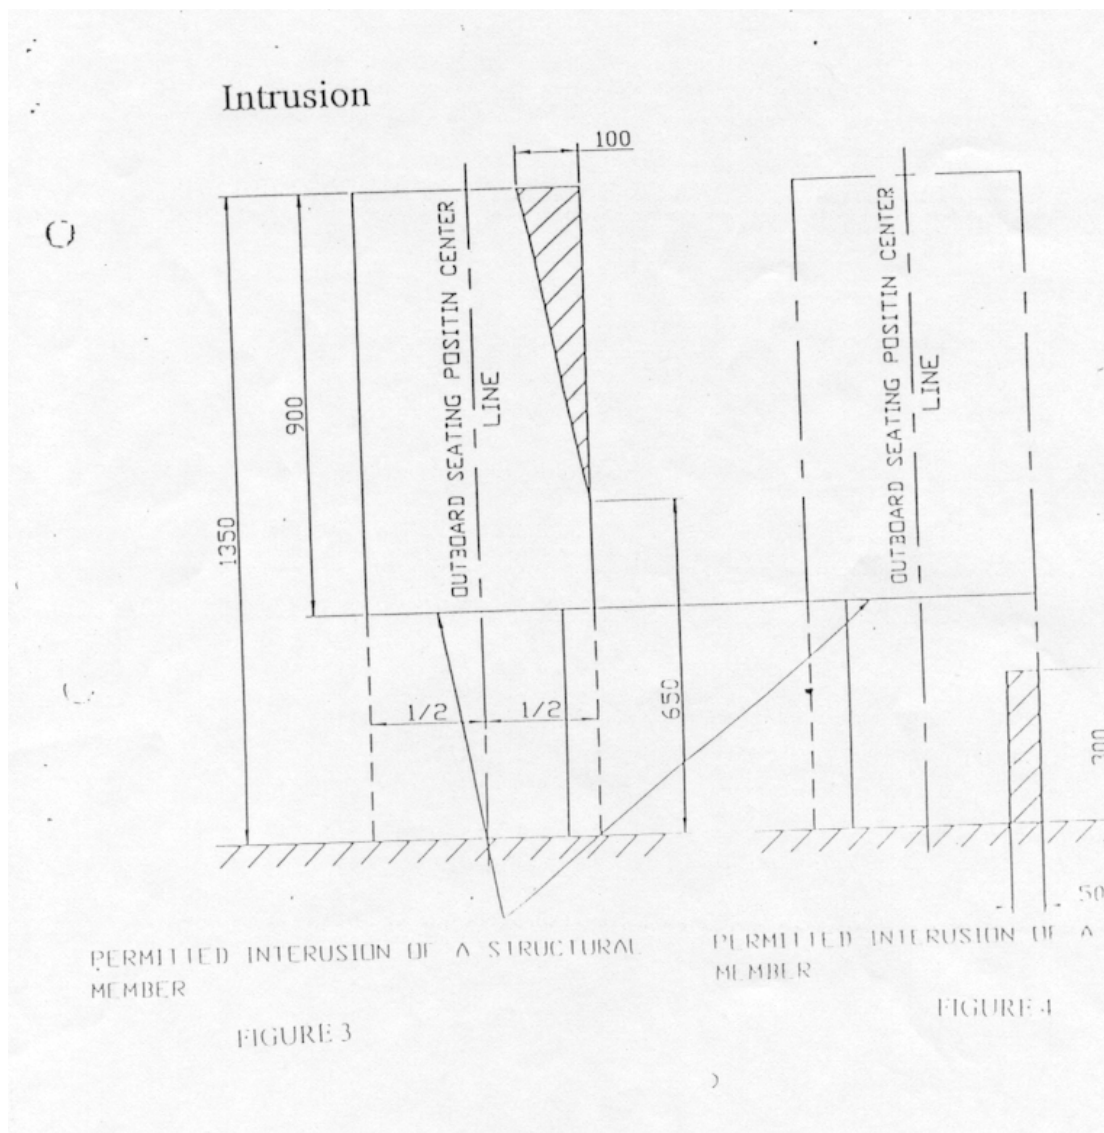 Intrusion
100
OUTBOARD SEATING POSITIN CENTER
LINE
OUTBOARD SEATING POSITIN CENTER
LINE
900
1350
650
1/2
1/2
300
50
PERMITTED INTERUSION OF A STRUCTURAL
MEMBER
FIGURE 3
PERMITTED INTERUSION OF A
MEMBER
FIGURE 4